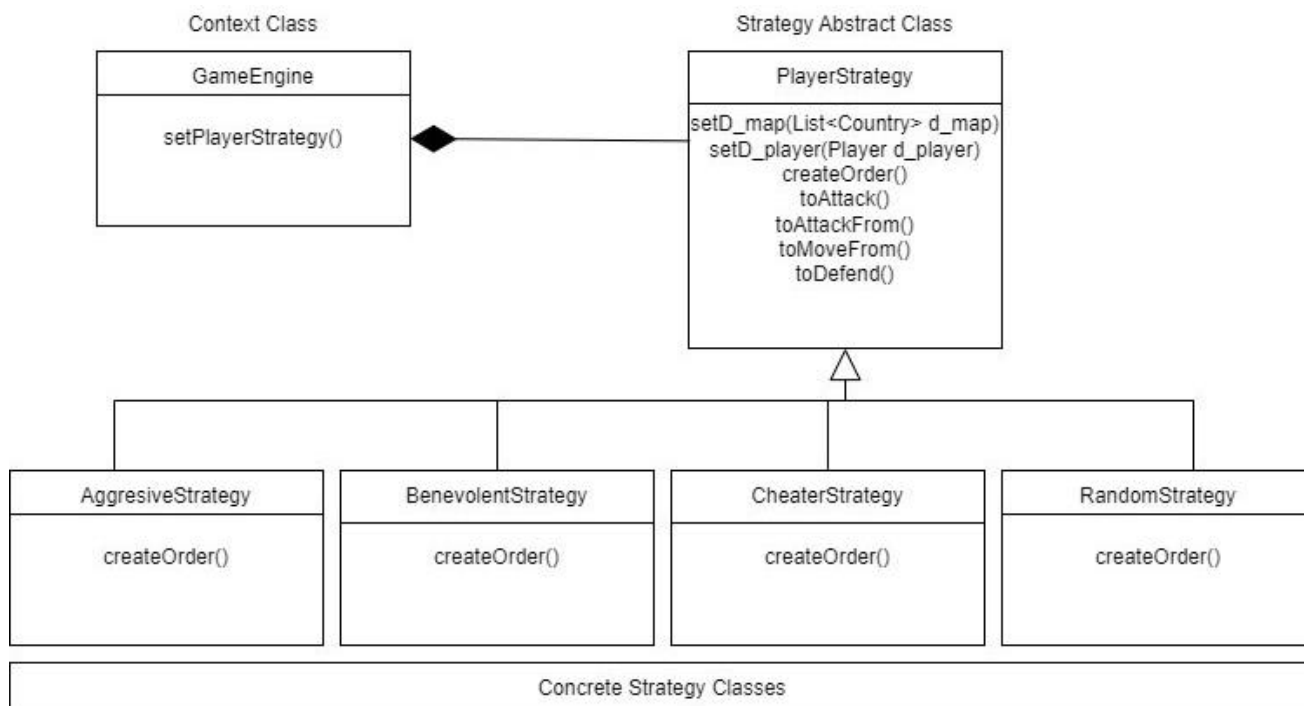 Context Class
Strategy Abstract Class
GameEngine
PlayerStrategy
setPlayerStrategy()
setD_map(List<Country> d_map)
setD_player(Player d_player)
createOrder()
toAttack()
toAttackFrom()
toMoveFrom()
toDefend()
AggresiveStrategy
BenevolentStrategy
CheaterStrategy
RandomStrategy
createOrder()
createOrder()
createOrder()
createOrder()
Concrete Strategy Classes